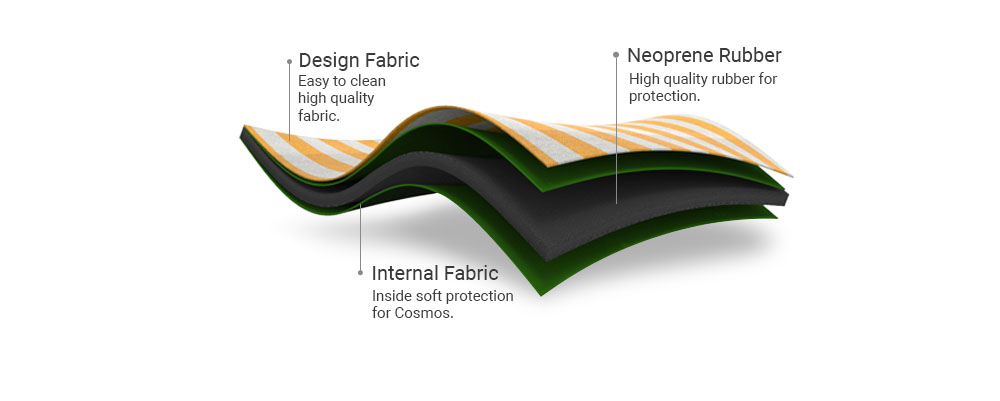 Design Fabric
Easy to clean
high quality
fabric.
Neoprene Rubber
High quality rubber for
protection.
Internal Fabric
Inside soft protection
for Cosmos.